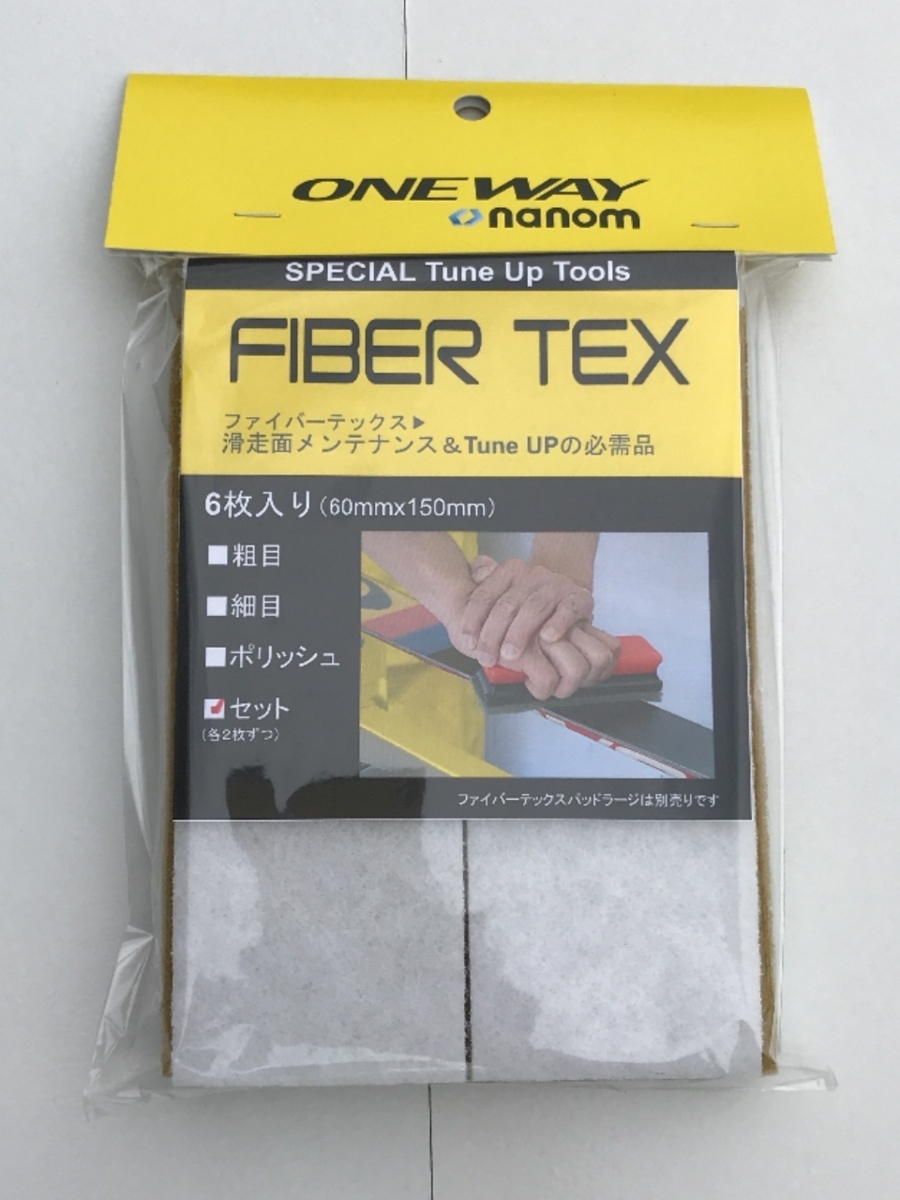 ONE WAY
nanom
SPECIAL Tune Up Tools
FIBER TEX
ファイバーテックス▶
滑走面メンテナンス＆Tune UPの必需品
6枚入り（60mmx150mm）
■粗目
■細目
■ポリッシュ
セット
（各2枚ずつ）
ファイバーテックスパッドラージは別売りです